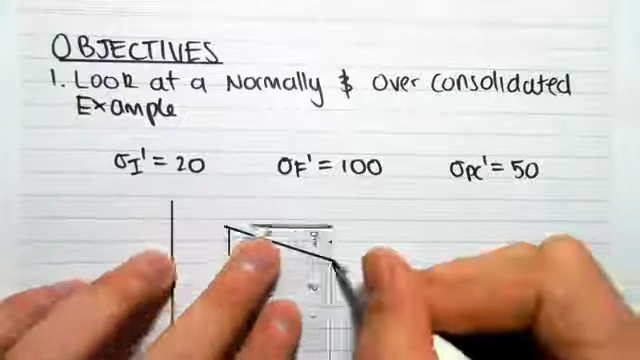 OBJECTIVES
1. Look at a Normally & Over Consolidated
Example
σI' = 20 σF' = 100 σPC' = 50